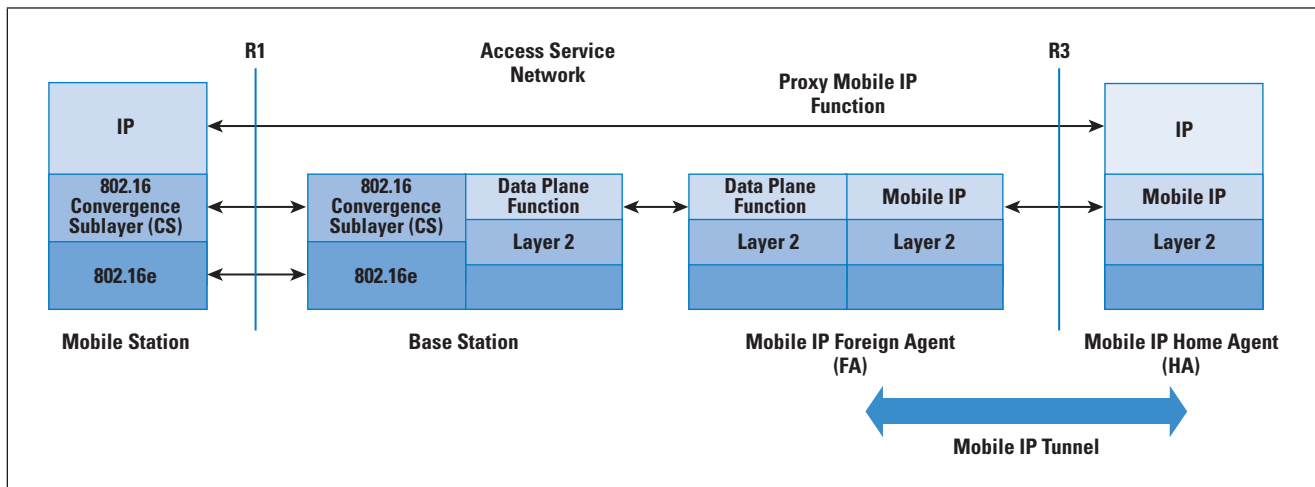 R1
Access Service
Network
R3
Proxy Mobile IP
Function
IP
IP
802.16
Convergence
Sublayer (CS)
802.16
Convergence
Sublayer (CS)
Data Plane
Function
Data Plane
Function
Mobile IP
Mobile IP
Layer 2
Layer 2
Layer 2
Layer 2
802.16e
802.16e
Mobile Station
Base Station
Mobile IP Foreign Agent
(FA)
Mobile IP Home Agent
(HA)
Mobile IP Tunnel